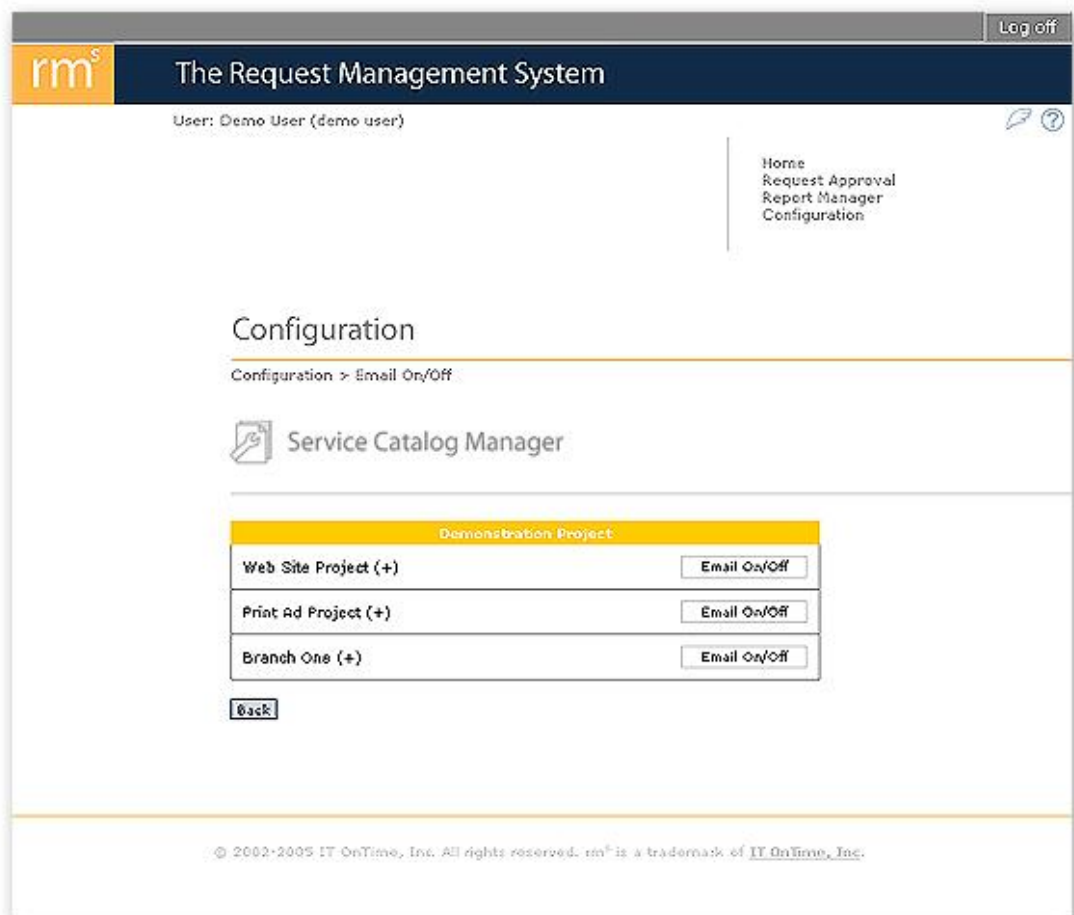 Log off
rmˢ The Request Management System
User: Demo User (demo user)
Home
Request Approval
Report Manager
Configuration
Configuration
Configuration > Email On/Off
Service Catalog Manager
Demonstration Project
Web Site Project (+) Email On/Off
Print Ad Project (+) Email On/Off
Branch One (+) Email On/Off
Back
© 2002-2005 IT OnTime, Inc. All rights reserved. rmˢ is a trademark of IT OnTime, Inc.